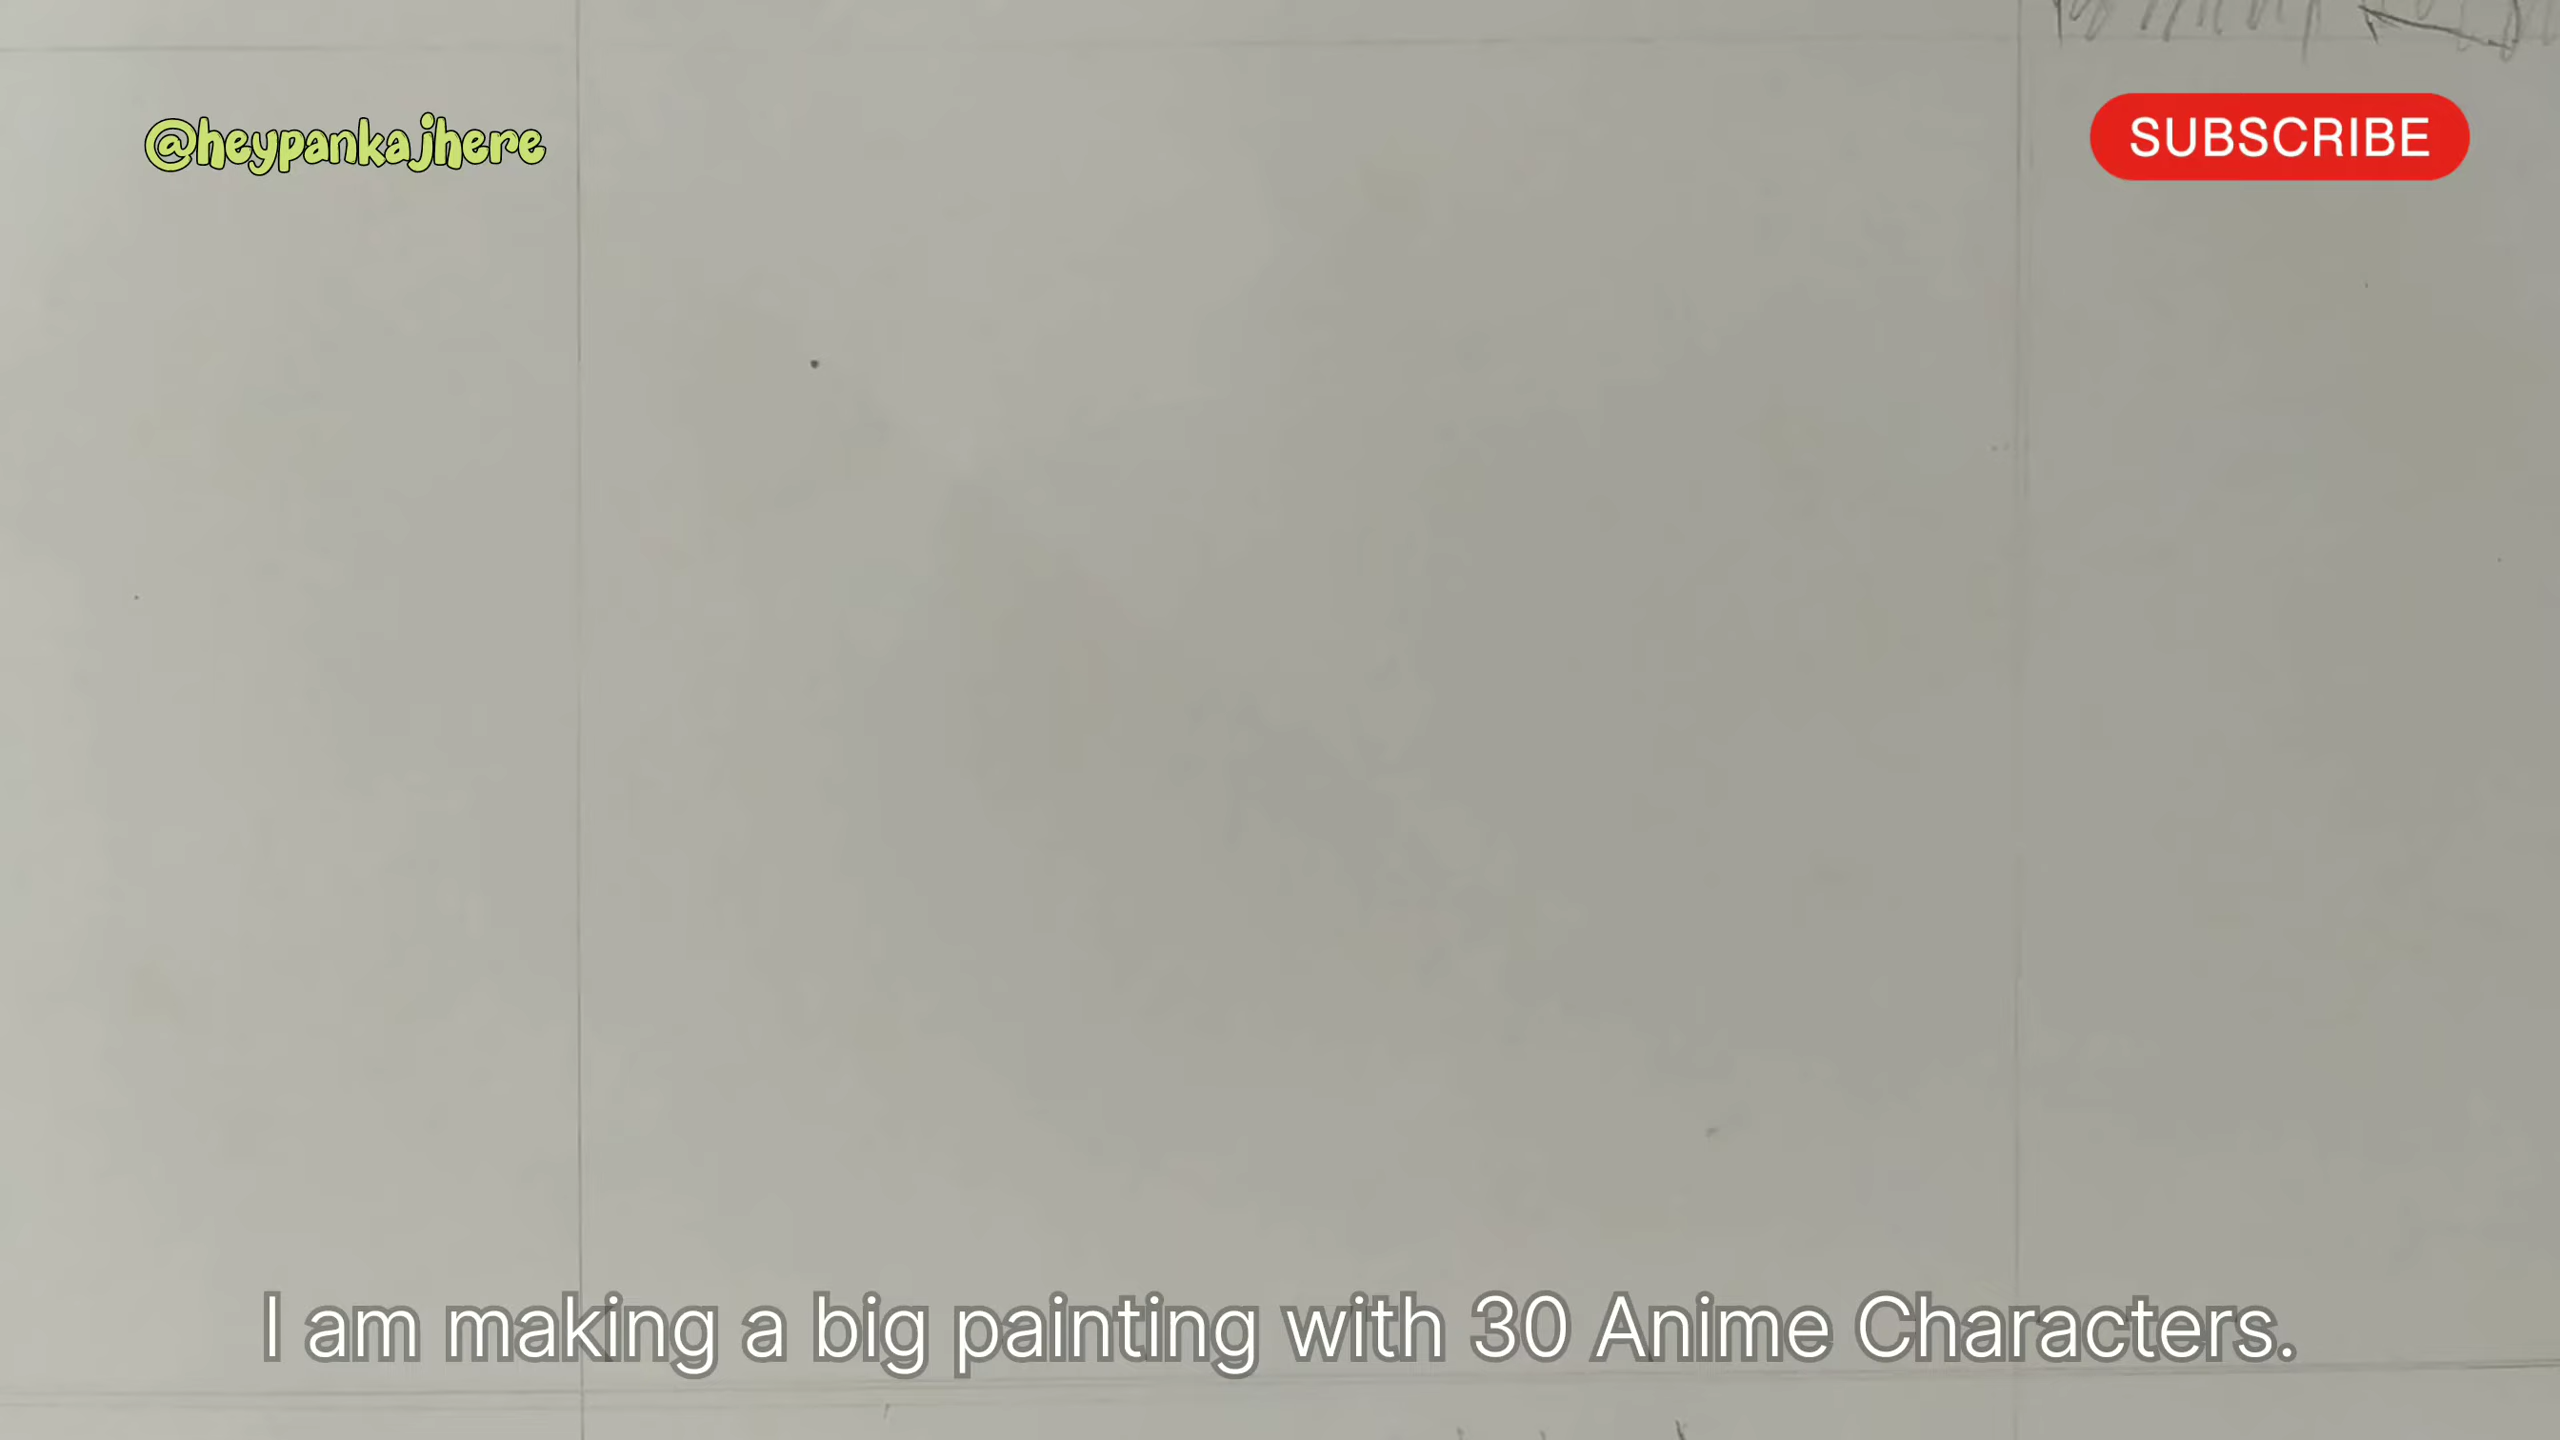 @heypankajhere
SUBSCRIBE
I am making a big painting with 30 Anime Characters.